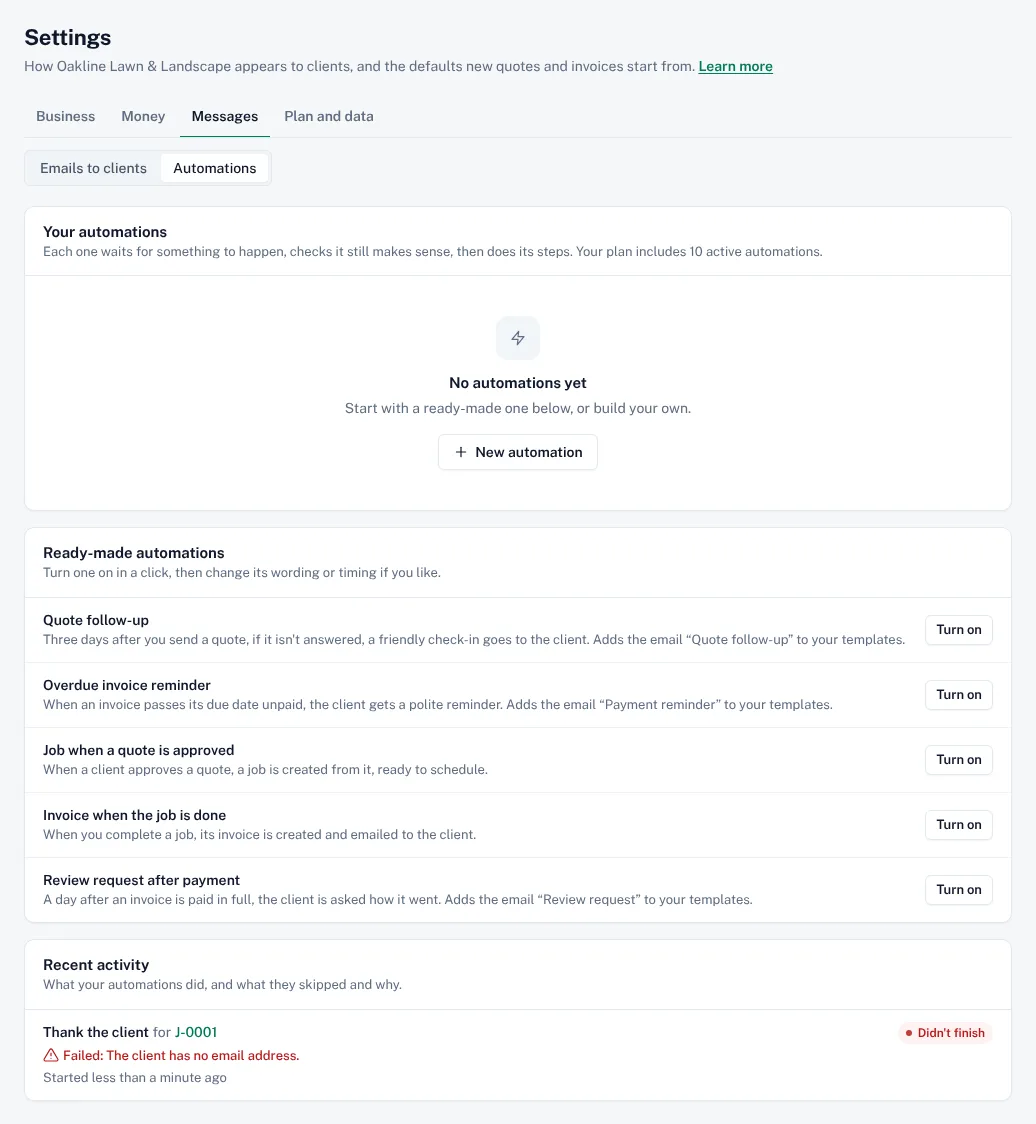 Settings
How Oakline Lawn & Landscape appears to clients, and the defaults new quotes and invoices start from. Learn more
Business Money Messages Plan and data
Emails to clients Automations
Your automations
Each one waits for something to happen, checks it still makes sense, then does its steps. Your plan includes 10 active automations.
No automations yet
Start with a ready-made one below, or build your own.
+ New automation
Ready-made automations
Turn one on in a click, then change its wording or timing if you like.
Quote follow-up
Three days after you send a quote, if it isn't answered, a friendly check-in goes to the client. Adds the email “Quote follow-up” to your templates.
Turn on
Overdue invoice reminder
When an invoice passes its due date unpaid, the client gets a polite reminder. Adds the email “Payment reminder” to your templates.
Turn on
Job when a quote is approved
When a client approves a quote, a job is created from it, ready to schedule.
Turn on
Invoice when the job is done
When you complete a job, its invoice is created and emailed to the client.
Turn on
Review request after payment
A day after an invoice is paid in full, the client is asked how it went. Adds the email “Review request” to your templates.
Turn on
Recent activity
What your automations did, and what they skipped and why.
Thank the client for J-0001
Didn't finish
Failed: The client has no email address.
Started less than a minute ago